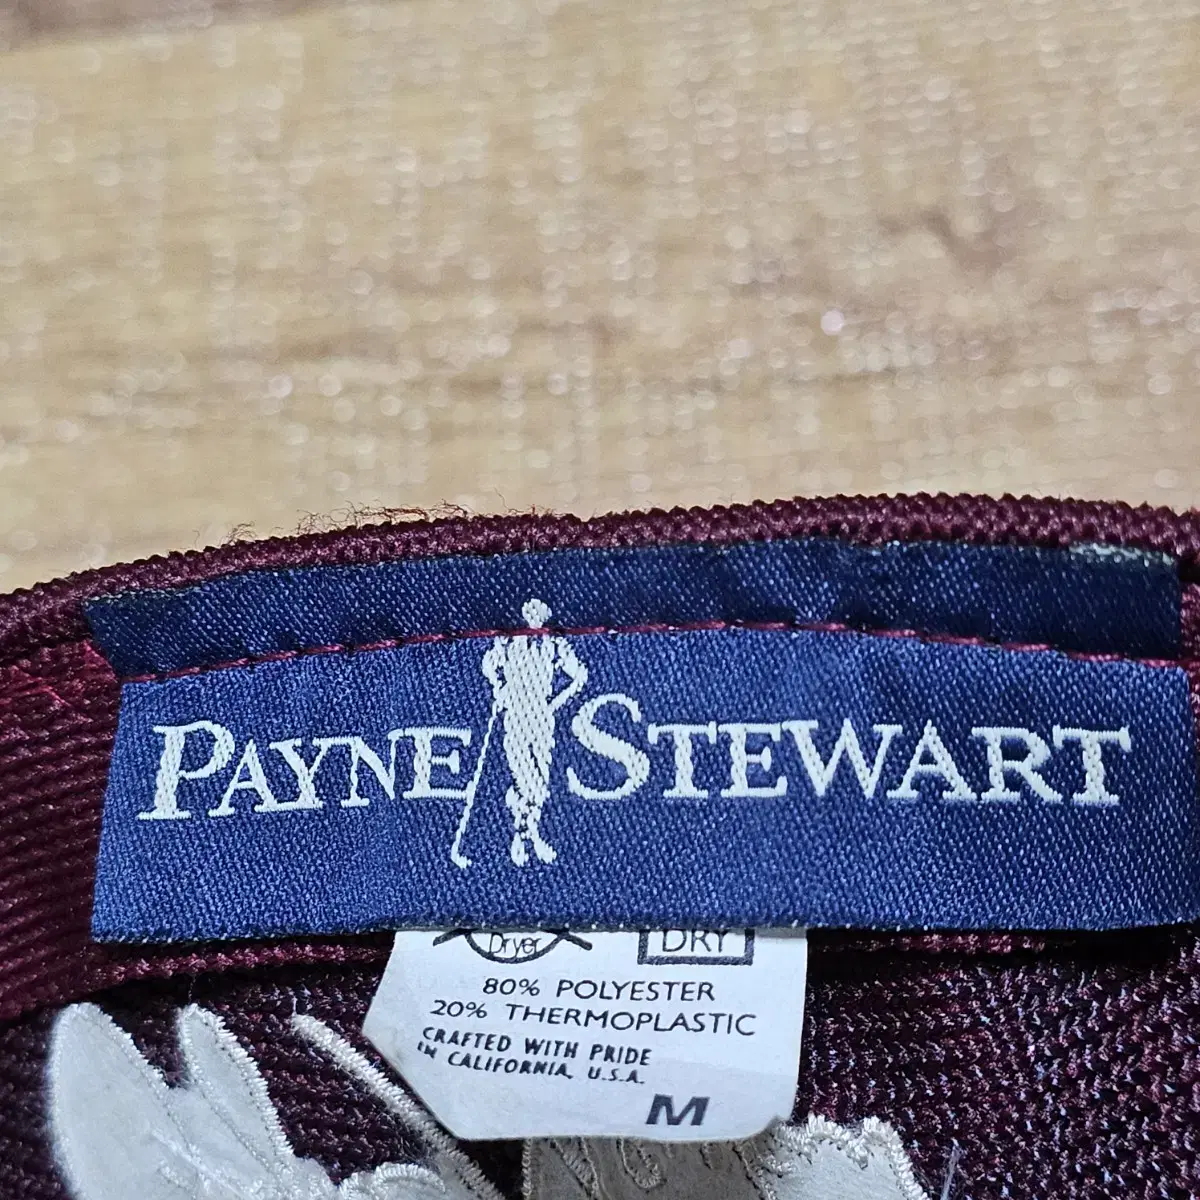 PAYNE STEWART
Dryer DRY
80% POLYESTER
20% THERMOPLASTIC
CRAFTED WITH PRIDE
IN CALIFORNIA, U.S.A.
M